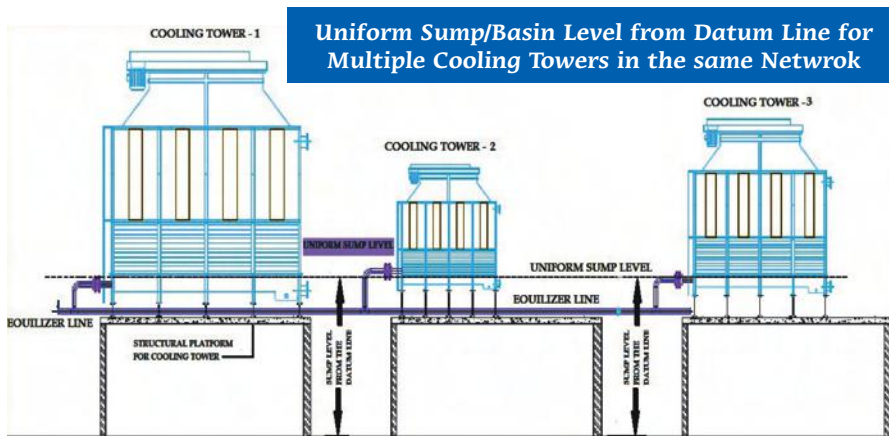 Uniform Sump/Basin Level from Datum Line for
Multiple Cooling Towers in the same Netwrok
COOLING TOWER - 1
COOLING TOWER - 2
COOLING TOWER -3
UNIFORM SUMP LEVEL
UNIFORM SUMP LEVEL
EQUILIZER LINE
EQUILIZER LINE
STRUCTURAL PLATFORM
FOR COOLING TOWER
SUMP LEVEL
FROM THE
DATUM LINE
SUMP LEVEL
FROM THE
DATUM LINE